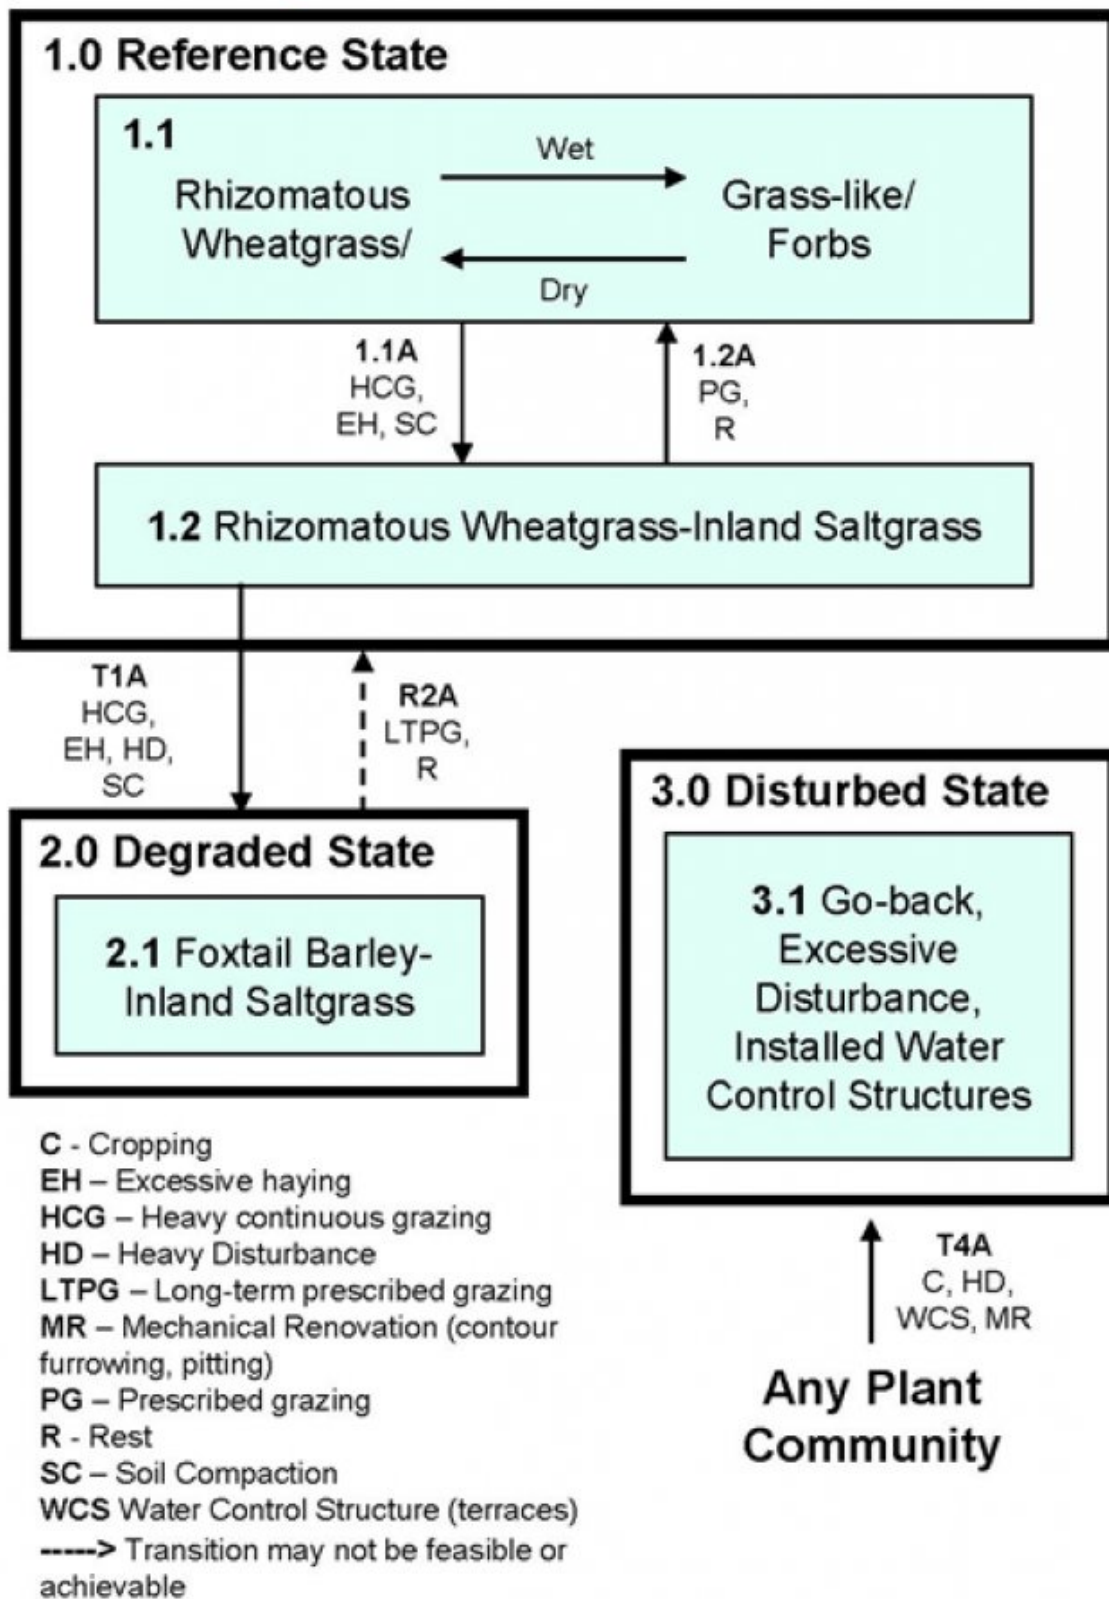 1.0 Reference State
1.1
Rhizomatous
Wheatgrass/
Wet
Dry
Grass-like/
Forbs
1.1A
HCG,
EH, SC
1.2A
PG,
R
1.2 Rhizomatous Wheatgrass-Inland Saltgrass
T1A
HCG,
EH, HD,
SC
R2A
LTPG,
R
2.0 Degraded State
2.1 Foxtail Barley-
Inland Saltgrass
3.0 Disturbed State
3.1 Go-back,
Excessive
Disturbance,
Installed Water
Control Structures
T4A
C, HD,
WCS, MR
Any Plant
Community
C - Cropping
EH – Excessive haying
HCG – Heavy continuous grazing
HD – Heavy Disturbance
LTPG – Long-term prescribed grazing
MR – Mechanical Renovation (contour
furrowing, pitting)
PG – Prescribed grazing
R - Rest
SC – Soil Compaction
WCS Water Control Structure (terraces)
-----> Transition may not be feasible or
achievable